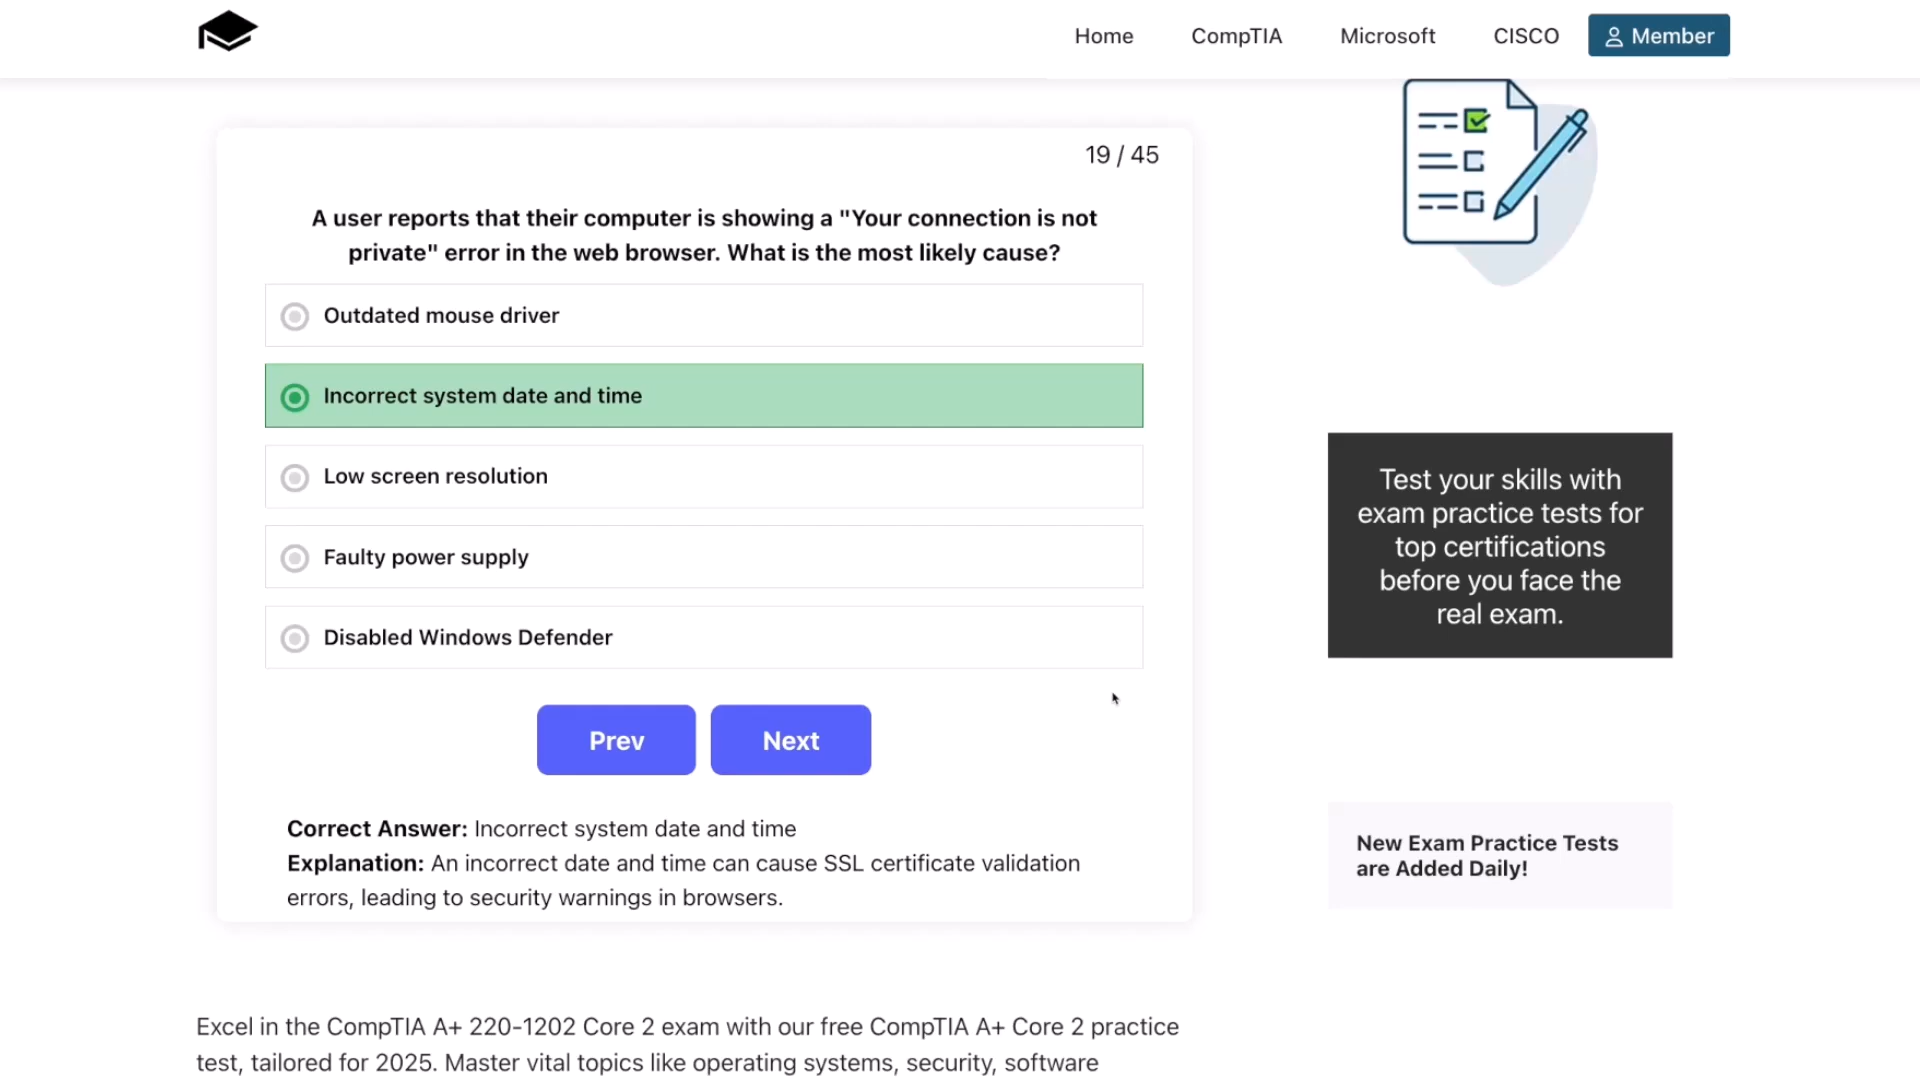 Home
CompTIA
Microsoft
CISCO
Member
19 / 45
A user reports that their computer is showing a "Your connection is not
private" error in the web browser. What is the most likely cause?
Outdated mouse driver
Incorrect system date and time
Low screen resolution
Faulty power supply
Disabled Windows Defender
Prev
Next
Correct Answer: Incorrect system date and time
Explanation: An incorrect date and time can cause SSL certificate validation
errors, leading to security warnings in browsers.
Test your skills with
exam practice tests for
top certifications
before you face the
real exam.
New Exam Practice Tests
are Added Daily!
Excel in the CompTIA A+ 220-1202 Core 2 exam with our free CompTIA A+ Core 2 practice
test, tailored for 2025. Master vital topics like operating systems, security, software